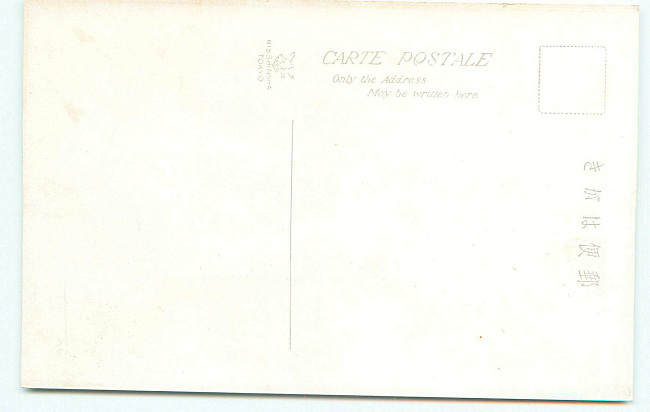 CARTE POSTALE
Only the Address
May be written here
TOKYO
きがは便郵